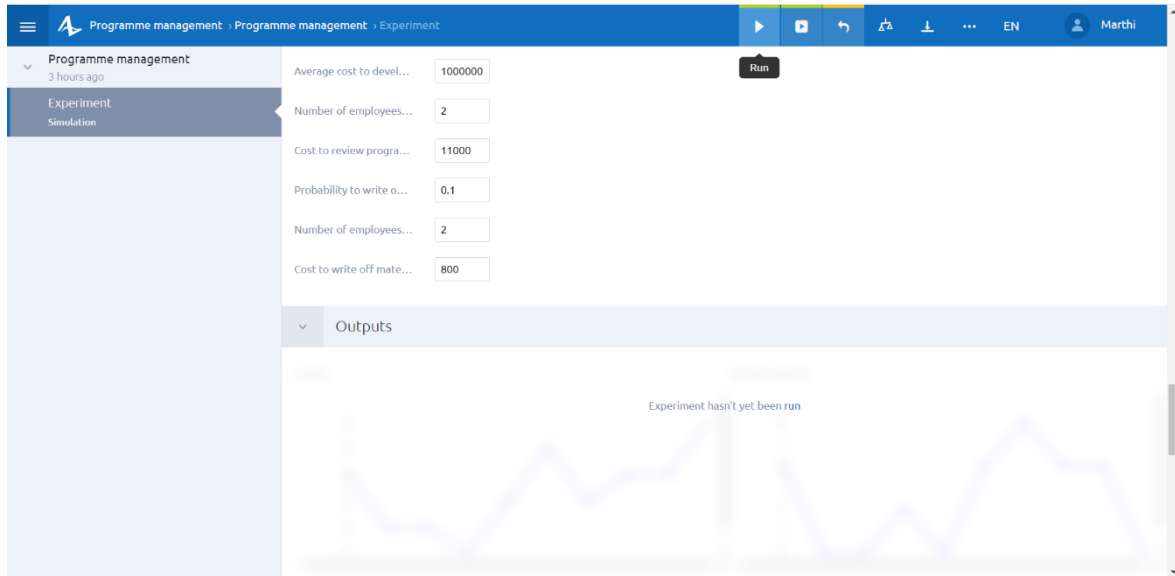 Programme management › Programme management › Experiment
EN
Marthi
Run
Programme management
3 hours ago
Experiment
Simulation
Average cost to devel... 1000000
Number of employees... 2
Cost to review progra... 11000
Probability to write o... 0.1
Number of employees... 2
Cost to write off mate... 800
Outputs
Experiment hasn't yet been run